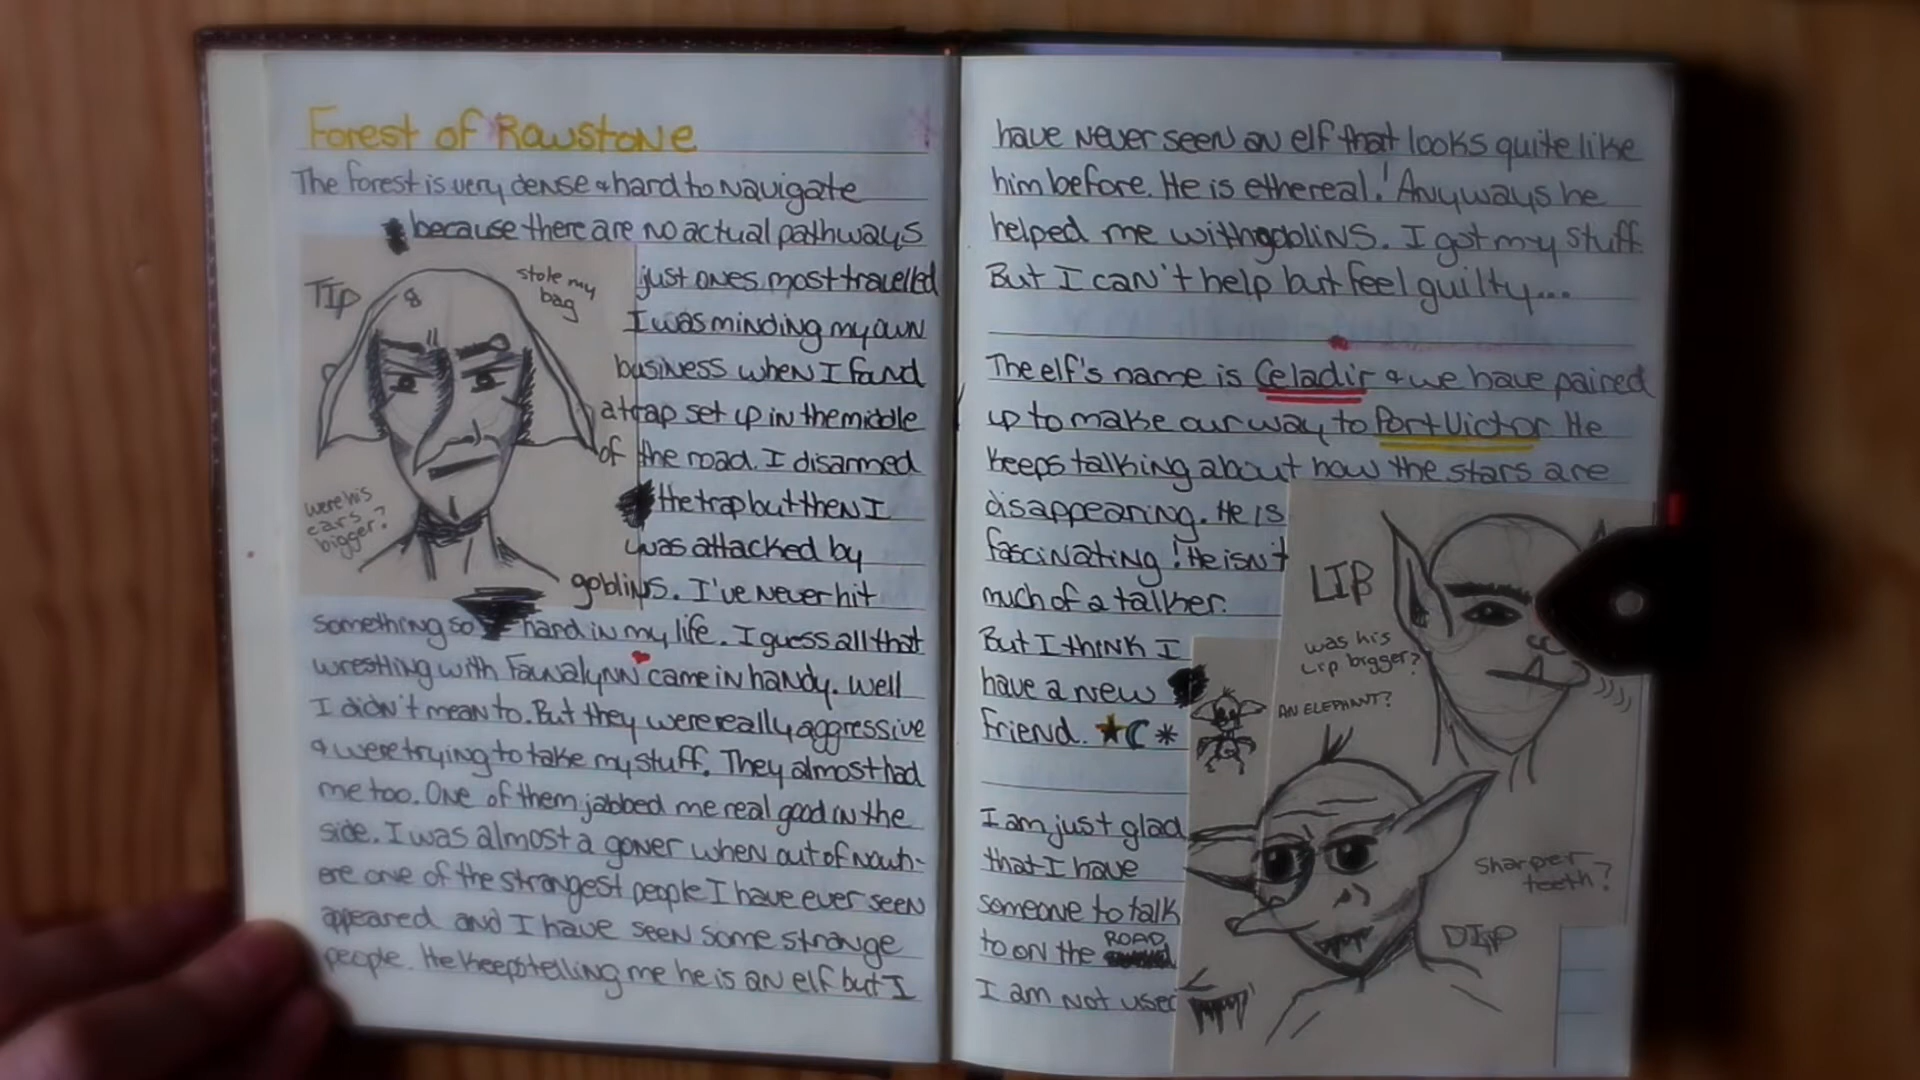 Forest of Rawstone
The forest is very dense & hard to navigate
because there are no actual pathways
just ones most travelled
I was minding my own
business when I found
a trap set up in the middle
of the road. I disarmed
the trap but then I
was attacked by
goblins. I've never hit
something so hard in my life. I guess all that
wrestling with Fawnalynn came in handy. Well
I didn't mean to. But they were really aggressive
& were trying to take my stuff. They almost had
me too. One of them jabbed me real good in the
side. I was almost a goner when out of nowh-
ere one of the strangest people I have ever seen
appeared and I have seen some strange
people. He keeps telling me he is an elf but I
TIP
stole my
bag
were his
ears
bigger?
have never seen an elf that looks quite like
him before. He is ethereal! Anyways he
helped me with goblins. I got my stuff.
But I can't help but feel guilty...
The elf's name is Celadir & we have paired
up to make our way to Port Victor He
keeps talking about how the stars are
disappearing. He is
fascinating! He isn't
much of a talker.
But I think I
have a new
friend.
I am just glad
that I have
someone to talk
to on the ROAD
I am not used
LIP
was his
Lip bigger?
AN ELEPHANT?
sharper
teeth?
DIP